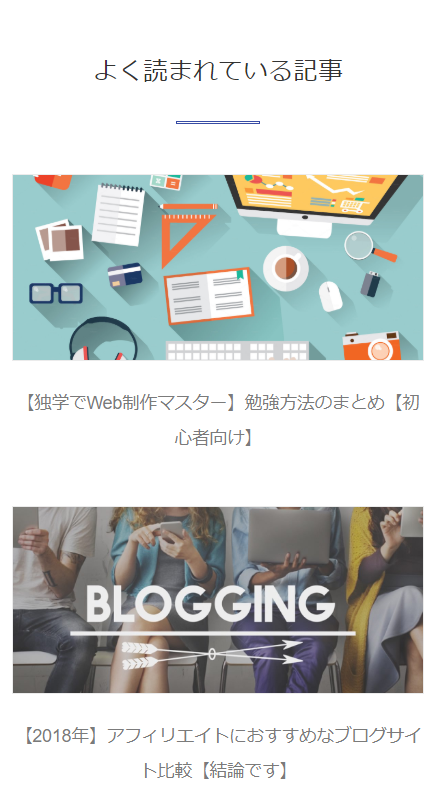 よく読まれている記事
【独学でWeb制作マスター】勉強方法のまとめ【初
心者向け】
BLOGGING
【2018年】アフィリエイトにおすすめなブログサイ
ト比較【結論です】